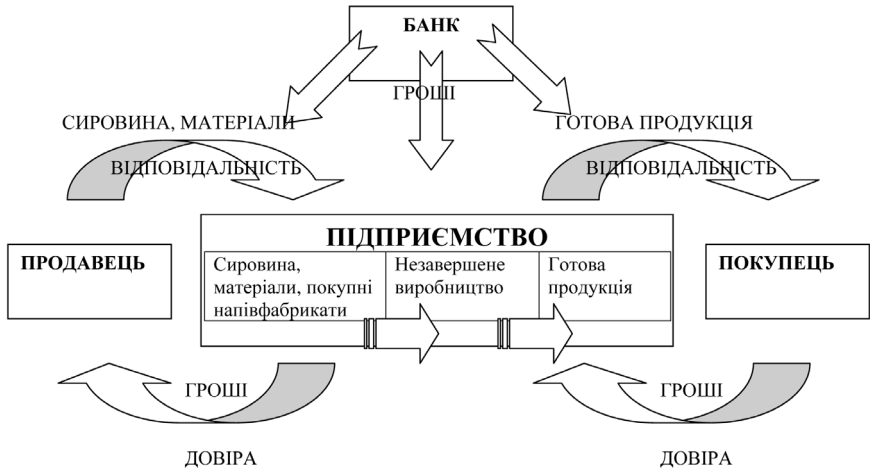 БАНК
ГРОШІ
СИРОВИНА, МАТЕРІАЛИ
ГОТОВА ПРОДУКЦІЯ
ВІДПОВІДАЛЬНІСТЬ
ВІДПОВІДАЛЬНІСТЬ
ПРОДАВЕЦЬ
ПІДПРИЄМСТВО
Сировина,
матеріали, покупні
напівфабрикати
Незавершене
виробництво
Готова
продукція
ПОКУПЕЦЬ
ГРОШІ
ГРОШІ
ДОВІРА
ДОВІРА